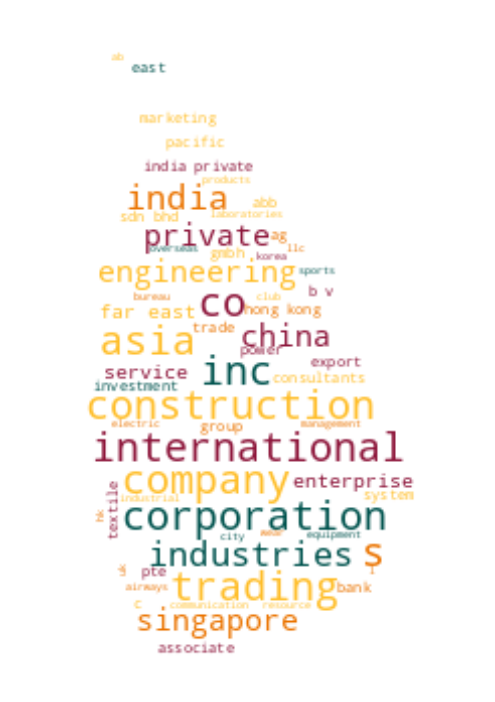 ab
east
marketing
pacific
india private
products
india abb
sdn bhd laboratories
private ag
overseas gmbh llc
korea
engineering sports
bureau co club b v
far east hong kong
trade
asia china
power
service inc export
investment consultants
construction
electric group management
international
company enterprise
textile industrial system
hk corporation
city wear equipment
industries s
uk pte
airways trading bank
c communication resource
singapore
associate